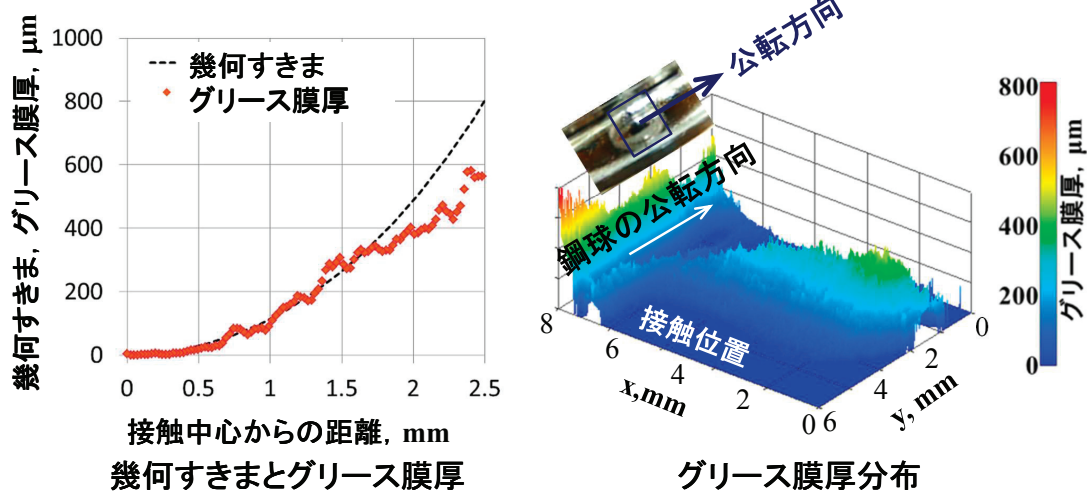 幾何すきま, グリース膜厚, μm
1000
800
600
400
200
0
幾何すきま
グリース膜厚
0
0.5
1
1.5
2
2.5
接触中心からの距離, mm
幾何すきまとグリース膜厚
公転方向
鋼球の公転方向
接触位置
8
6
4
2
0
x,mm
6
4
2
0
y, mm
800
600
400
200
0
グリース膜厚, μm
グリース膜厚分布